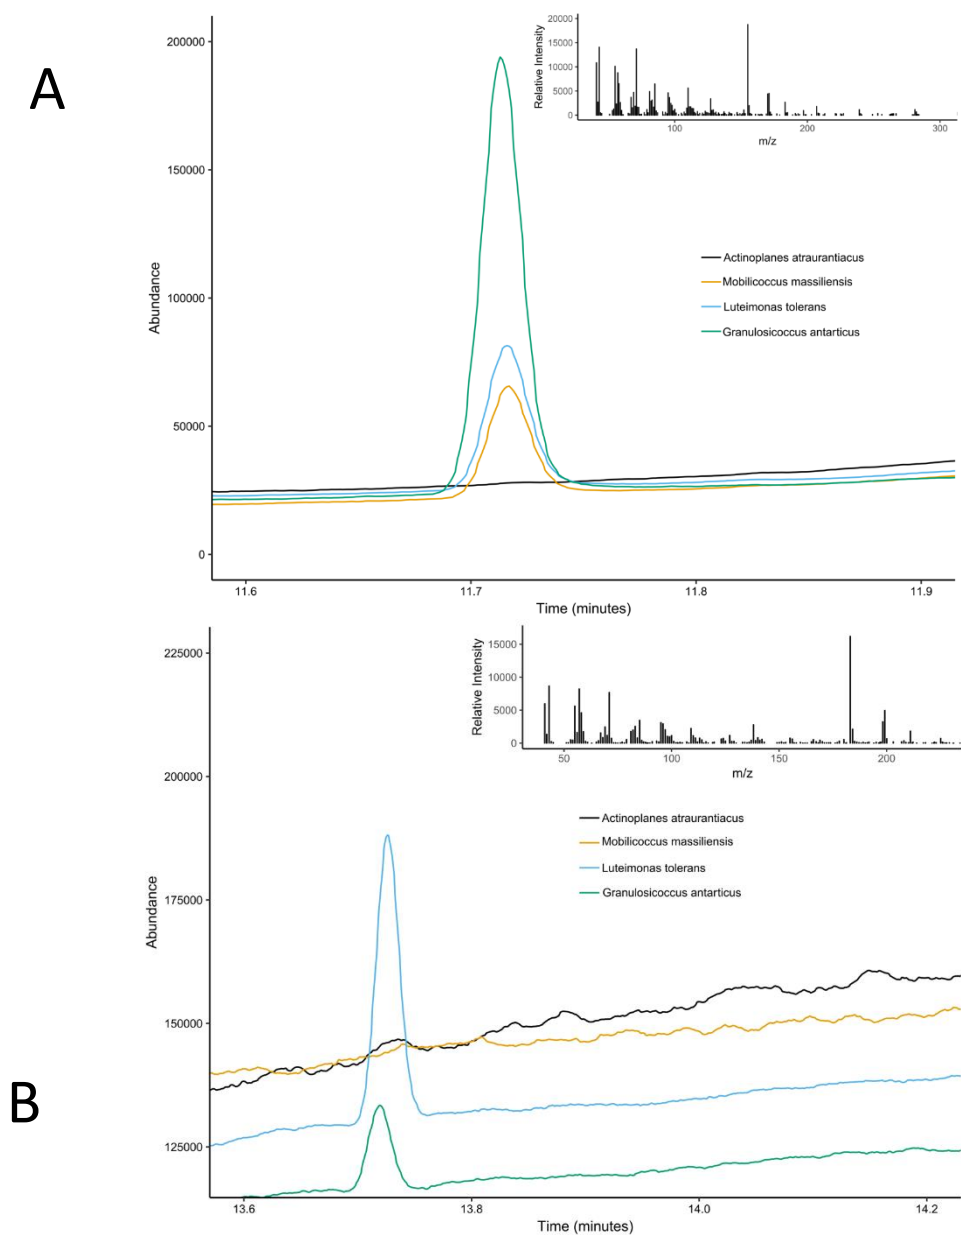 A
200000
150000
100000
50000
0
Abundance
11.6 11.7 11.8 11.9
Time (minutes)
20000
15000
10000
5000
0
Relative Intensity
100 200 300
m/z
Actinoplanes atraurantiacus
Mobilicoccus massiliensis
Luteimonas tolerans
Granulosicoccus antarticus
B
225000
200000
175000
150000
125000
Abundance
13.6 13.8 14.0 14.2
Time (minutes)
15000
10000
5000
0
Relative Intensity
50 100 150 200
m/z
Actinoplanes atraurantiacus
Mobilicoccus massiliensis
Luteimonas tolerans
Granulosicoccus antarticus